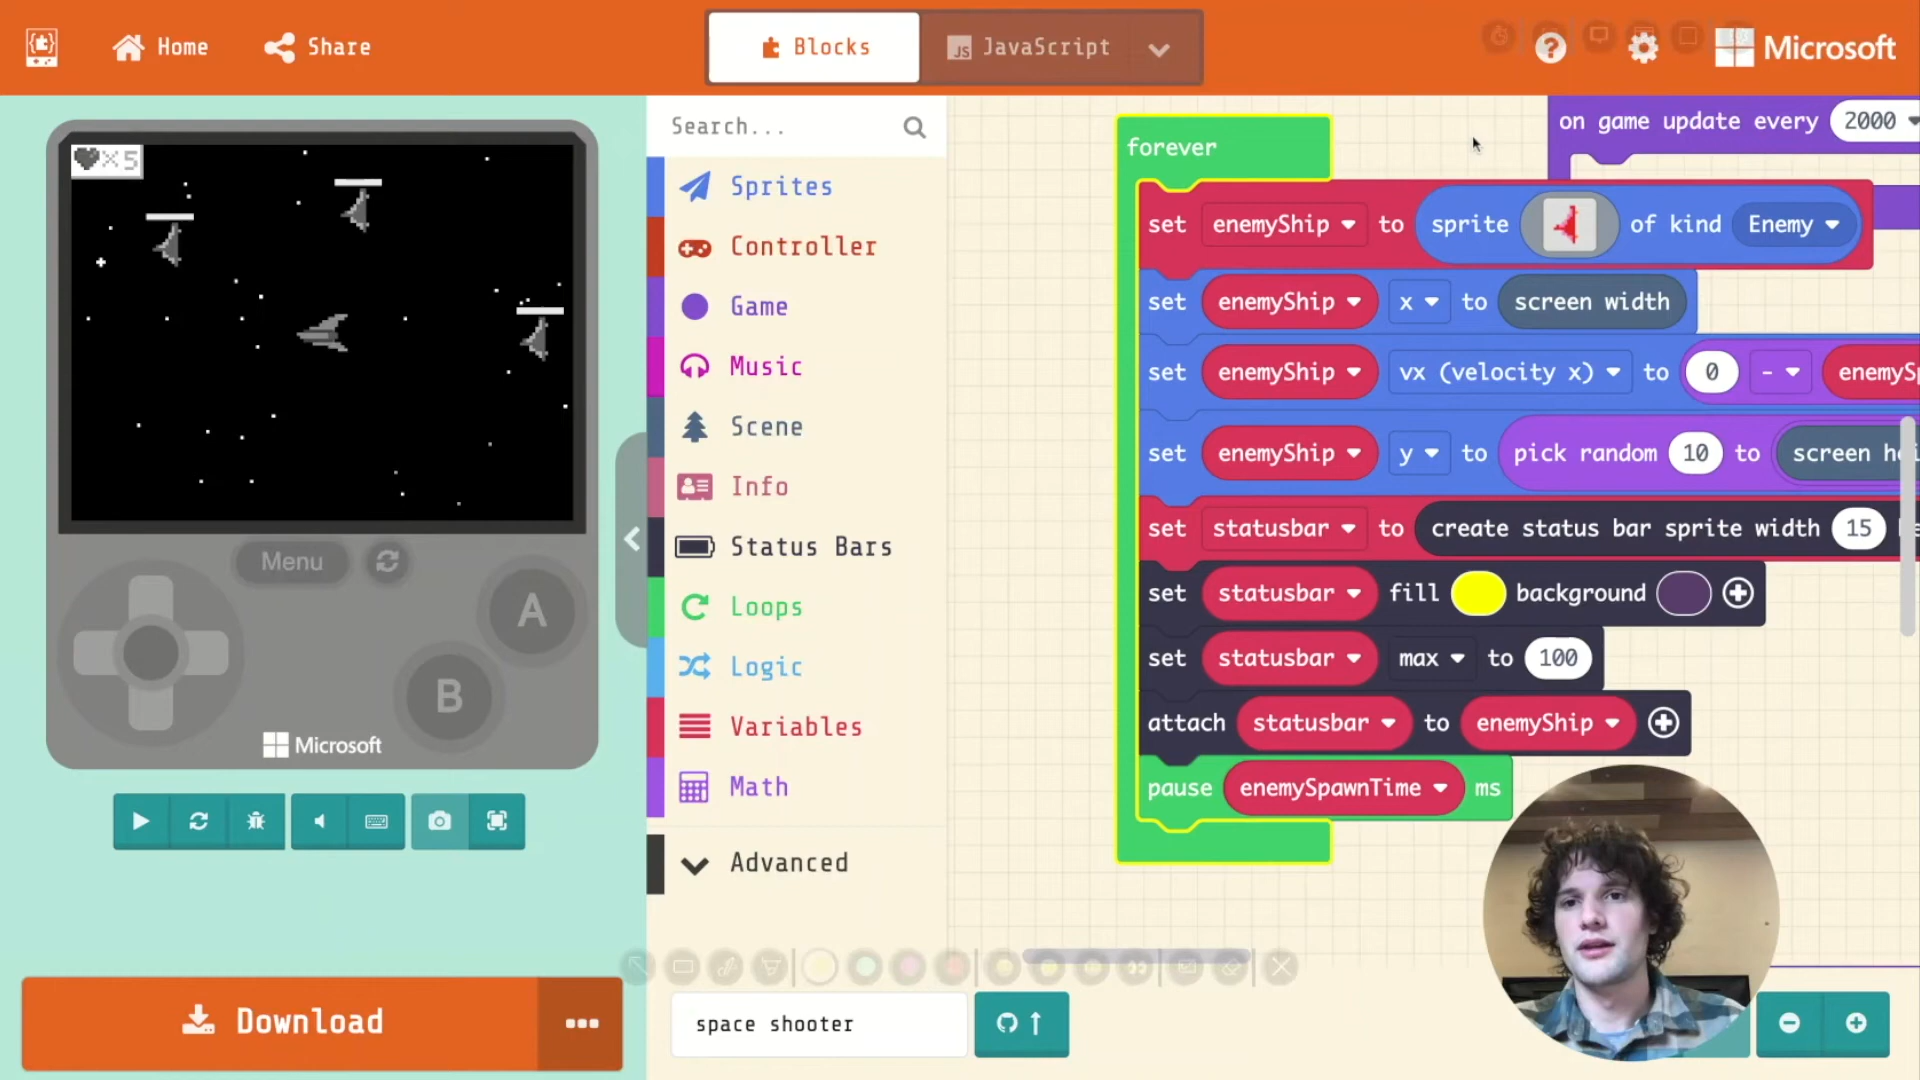 Home
Share
Blocks
JavaScript
Microsoft
×5
Menu
A
B
Microsoft
Download
Search...
Sprites
Controller
Game
Music
Scene
Info
Status Bars
Loops
Logic
Variables
Math
Advanced
on game update every 2000
forever
set enemyShip to sprite of kind Enemy
set enemyShip x to screen width
set enemyShip vx (velocity x) to 0 -
set enemyShip y to pick random 10 to screen
set statusbar to create status bar sprite width 15
set statusbar fill background
set statusbar max to 100
attach statusbar to enemyShip
pause enemySpawnTime ms
space shooter